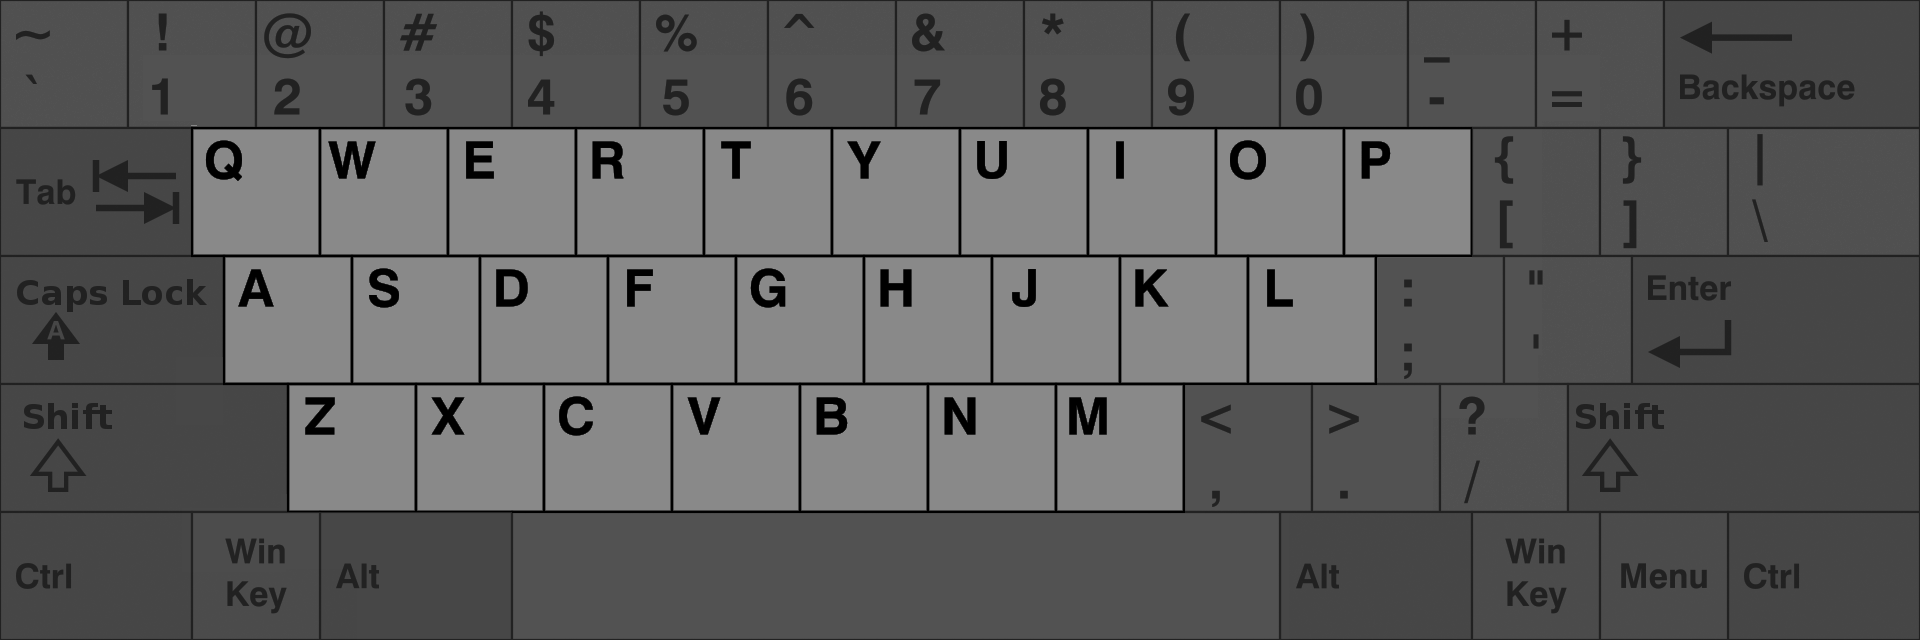 ~ ! @ # $ % ^ & * ( ) _ +
` 1 2 3 4 5 6 7 8 9 0 - = Backspace
Tab Q W E R T Y U I O P { } |
[ ] \
Caps Lock A S D F G H J K L : " Enter
A ; '
Shift Z X C V B N M < > ? Shift
, . /
Ctrl Win Key Alt Alt Win Key Menu Ctrl